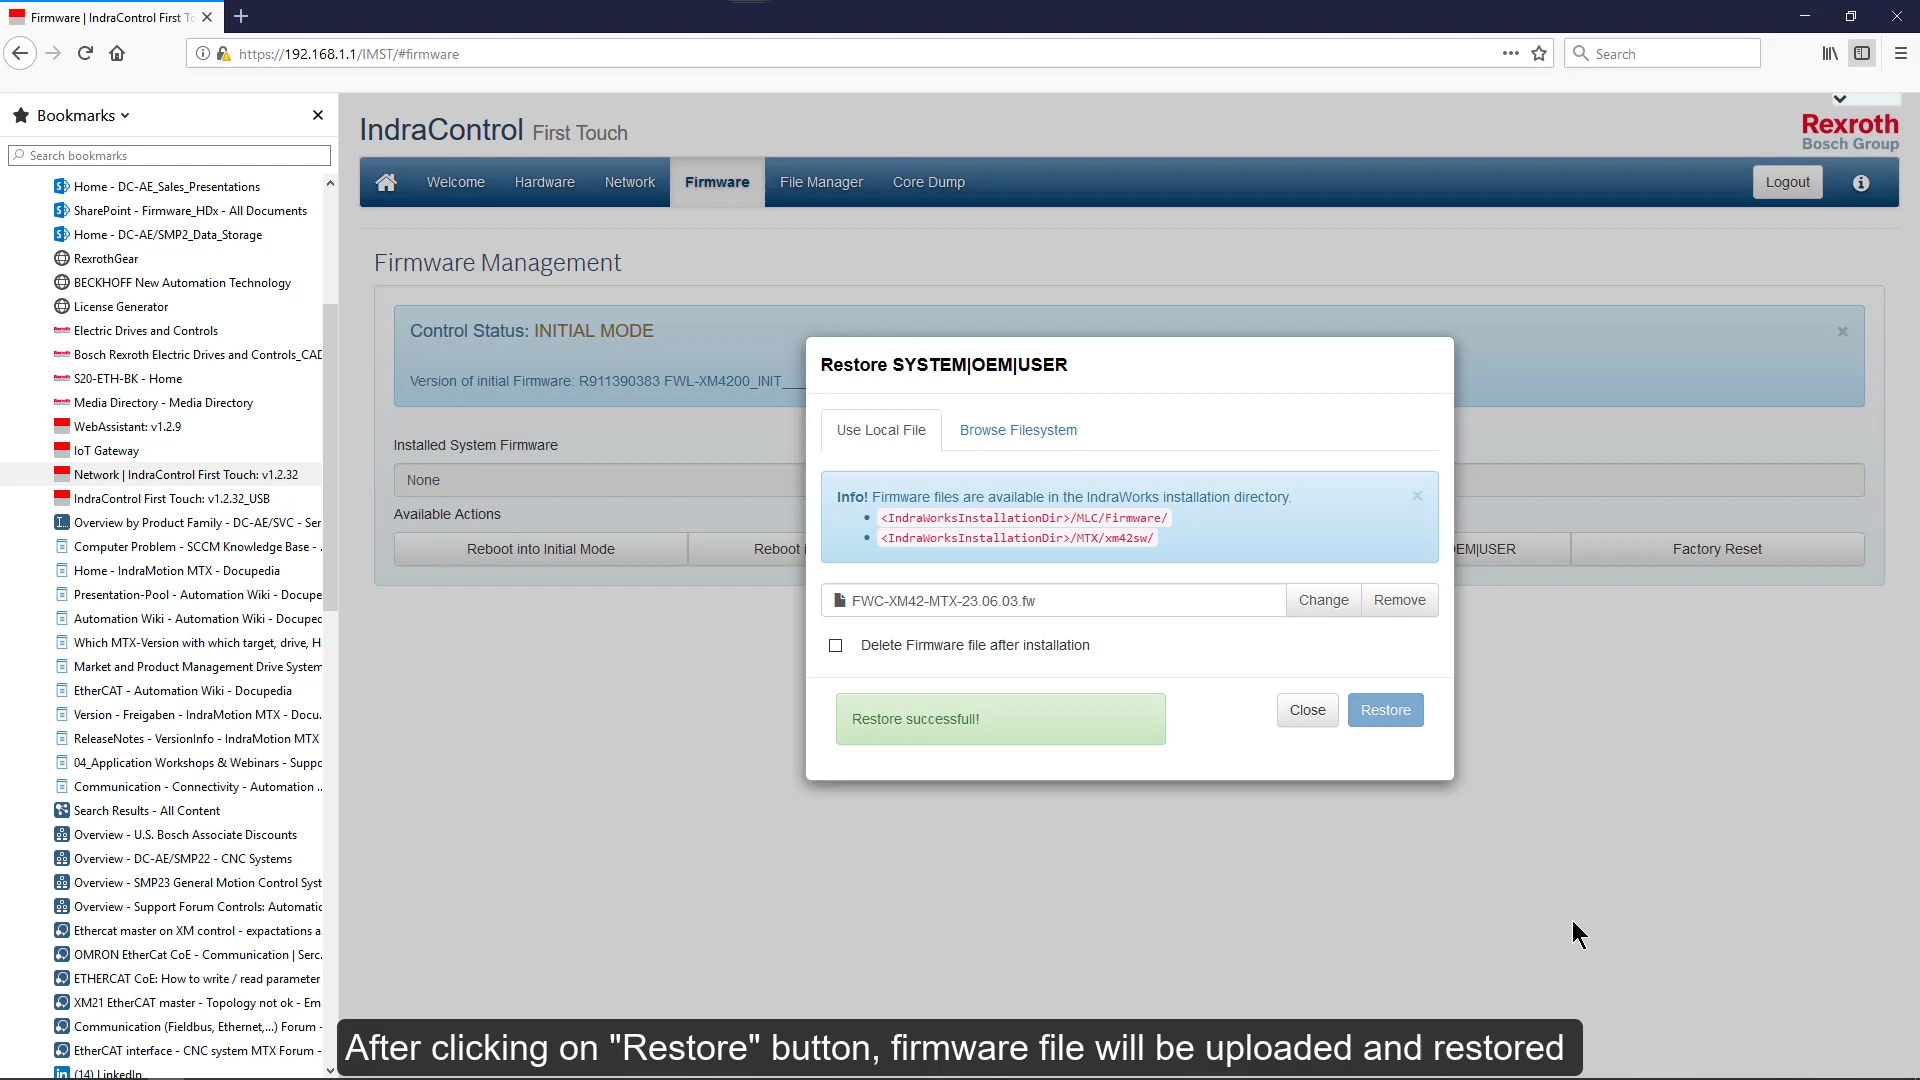 Firmware | IndraControl First To
https://192.168.1.1/IMST/#firmware
Search
Bookmarks
Search bookmarks
Home - DC-AE_Sales_Presentations
SharePoint - Firmware_HDx - All Documents
Home - DC-AE/SMP2_Data_Storage
RexrothGear
BECKHOFF New Automation Technology
License Generator
Electric Drives and Controls
Bosch Rexroth Electric Drives and Controls_CAD
S20-ETH-BK - Home
Media Directory - Media Directory
WebAssistant: v1.2.9
IoT Gateway
Network | IndraControl First Touch: v1.2.32
IndraControl First Touch: v1.2.32_USB
Overview by Product Family - DC-AE/SVC - Ser
Computer Problem - SCCM Knowledge Base - .
Home - IndraMotion MTX - Docupedia
Presentation-Pool - Automation Wiki - Docupe
Automation Wiki - Automation Wiki - Docupec
Which MTX-Version with which target, drive, H
Market and Product Management Drive System
EtherCAT - Automation Wiki - Docupedia
Version - Freigaben - IndraMotion MTX - Docu.
ReleaseNotes - VersionInfo - IndraMotion MTX
04_Application Workshops & Webinars - Suppo
Communication - Connectivity - Automation ..
Search Results - All Content
Overview - U.S. Bosch Associate Discounts
Overview - DC-AE/SMP22 - CNC Systems
Overview - SMP23 General Motion Control Syst
Overview - Support Forum Controls: Automatic
Ethercat master on XM control - expactations a
OMRON EtherCat CoE - Communication | Serc.
ETHERCAT CoE: How to write / read parameter
XM21 EtherCAT master - Topology not ok - Em
Communication (Fieldbus, Ethernet,...) Forum -
EtherCAT interface - CNC system MTX Forum -
(14) LinkedIn
IndraControl First Touch
Rexroth
Bosch Group
Welcome Hardware Network Firmware File Manager Core Dump Logout
Firmware Management
Control Status: INITIAL MODE
Version of initial Firmware: R911390383 FWL-XM4200_INIT____
Installed System Firmware
None
Available Actions
Reboot into Initial Mode Reboot i EM|USER Factory Reset
Restore SYSTEM|OEM|USER
Use Local File Browse Filesystem
Info! Firmware files are available in the IndraWorks installation directory.
• <IndraWorksInstallationDir>/MLC/Firmware/
• <IndraWorksInstallationDir>/MTX/xm42sw/
FWC-XM42-MTX-23.06.03.fw Change Remove
Delete Firmware file after installation
Restore successfull! Close Restore
After clicking on "Restore" button, firmware file will be uploaded and restored